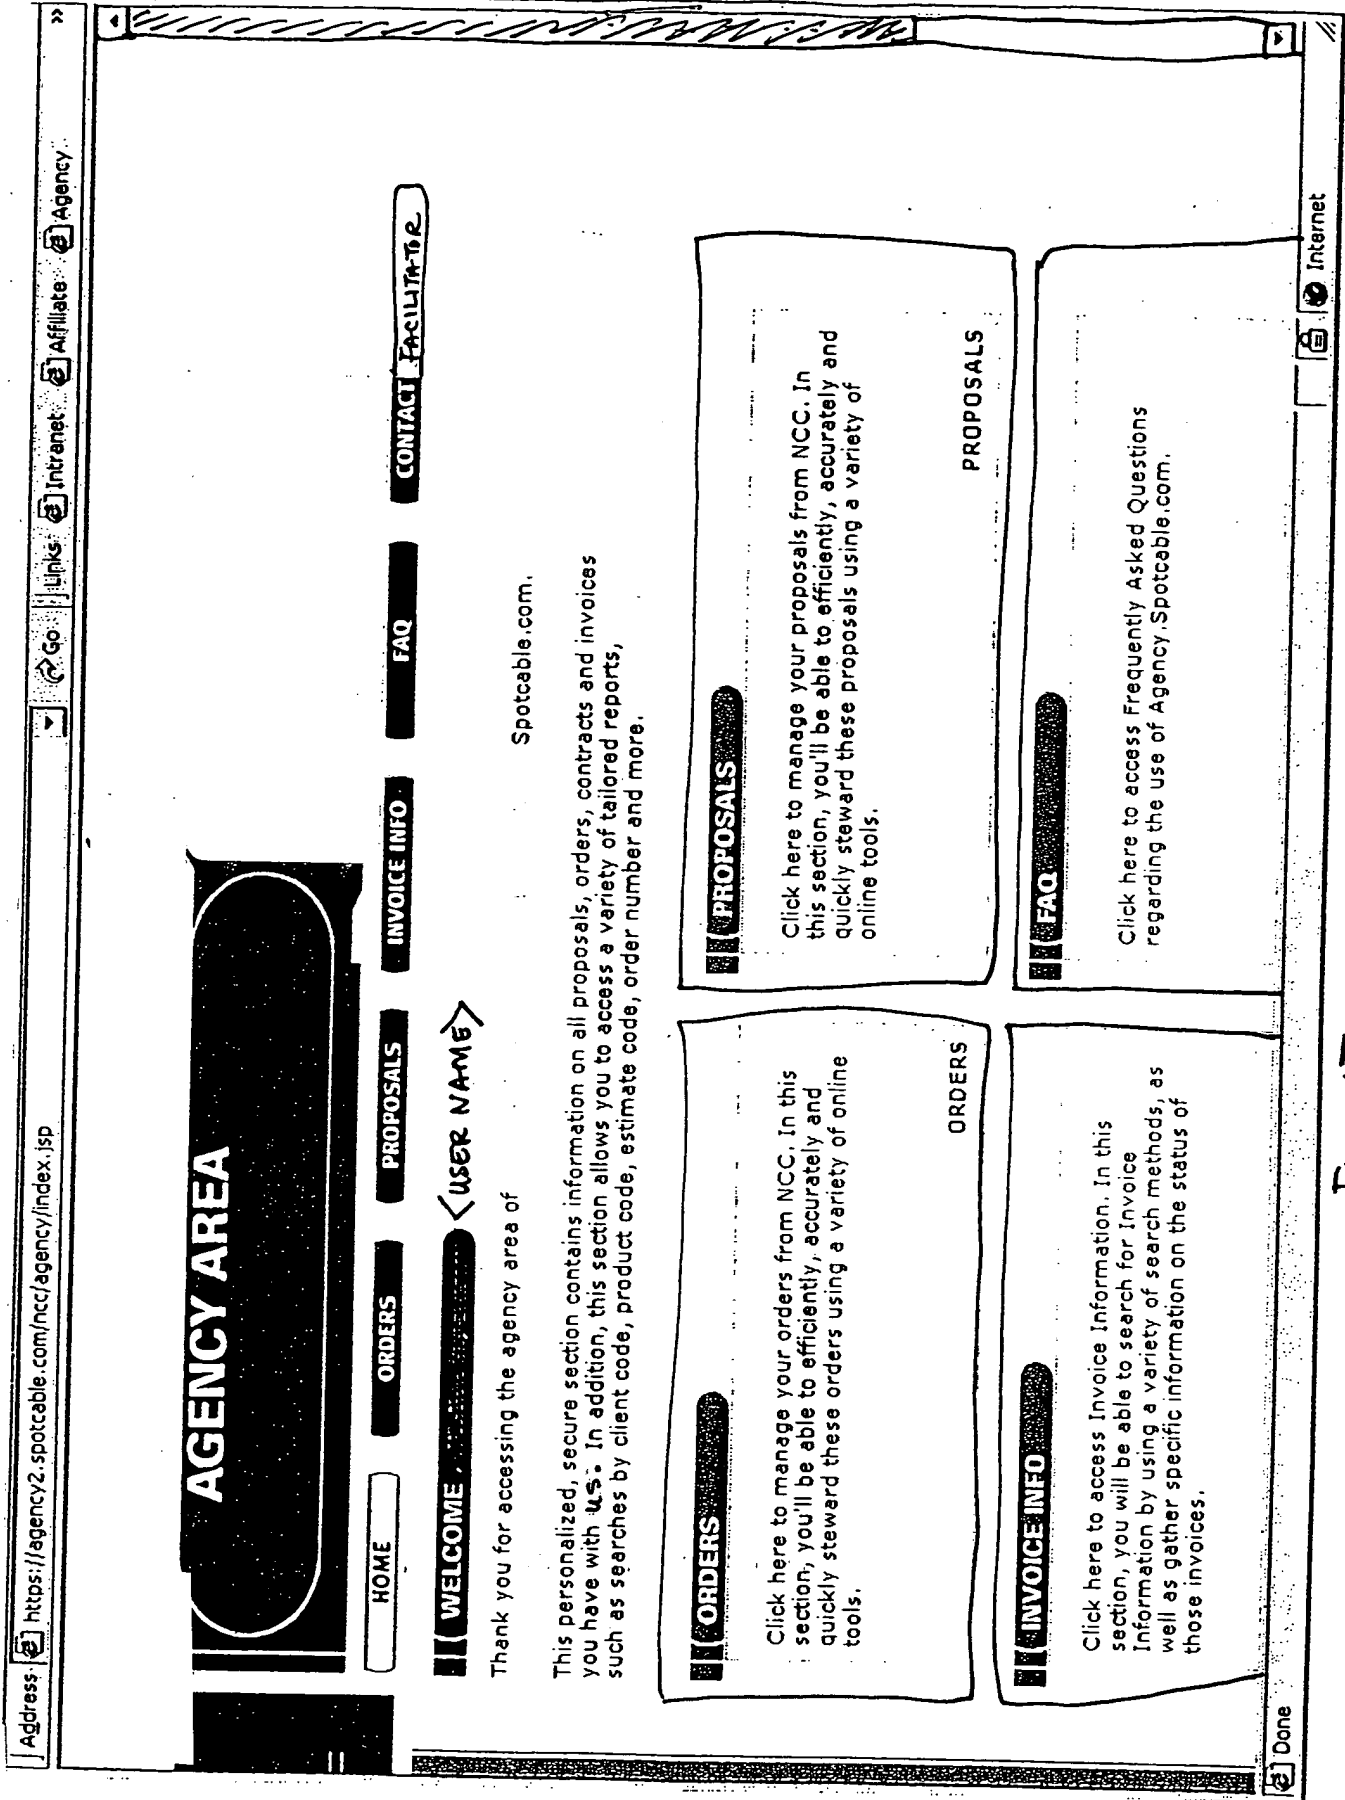 Address https://agency2.spotcable.com/ncc/agency/index.jsp Go Links Intranet Affiliate Agency »
AGENCY AREA
HOME ORDERS PROPOSALS INVOICE INFO FAQ CONTACT FACILITATOR
WELCOME, <USER NAME>
Thank you for accessing the agency area of Spotcable.com.
This personalized, secure section contains information on all proposals, orders, contracts and invoices
you have with us. In addition, this section allows you to access a variety of tailored reports,
such as searches by client code, product code, estimate code, order number and more.
ORDERS
Click here to manage your orders from NCC. In this
section, you'll be able to efficiently, accurately and
quickly steward these orders using a variety of online
tools.
ORDERS
PROPOSALS
Click here to manage your proposals from NCC. In
this section, you'll be able to efficiently, accurately and
quickly steward these proposals using a variety of
online tools.
PROPOSALS
INVOICE INFO
Click here to access Invoice Information. In this
section, you will be able to search for Invoice
Information by using a variety of search methods, as
well as gather specific information on the status of
those invoices.
FAQ
Click here to access Frequently Asked Questions
regarding the use of Agency.Spotcable.com.
Done Internet